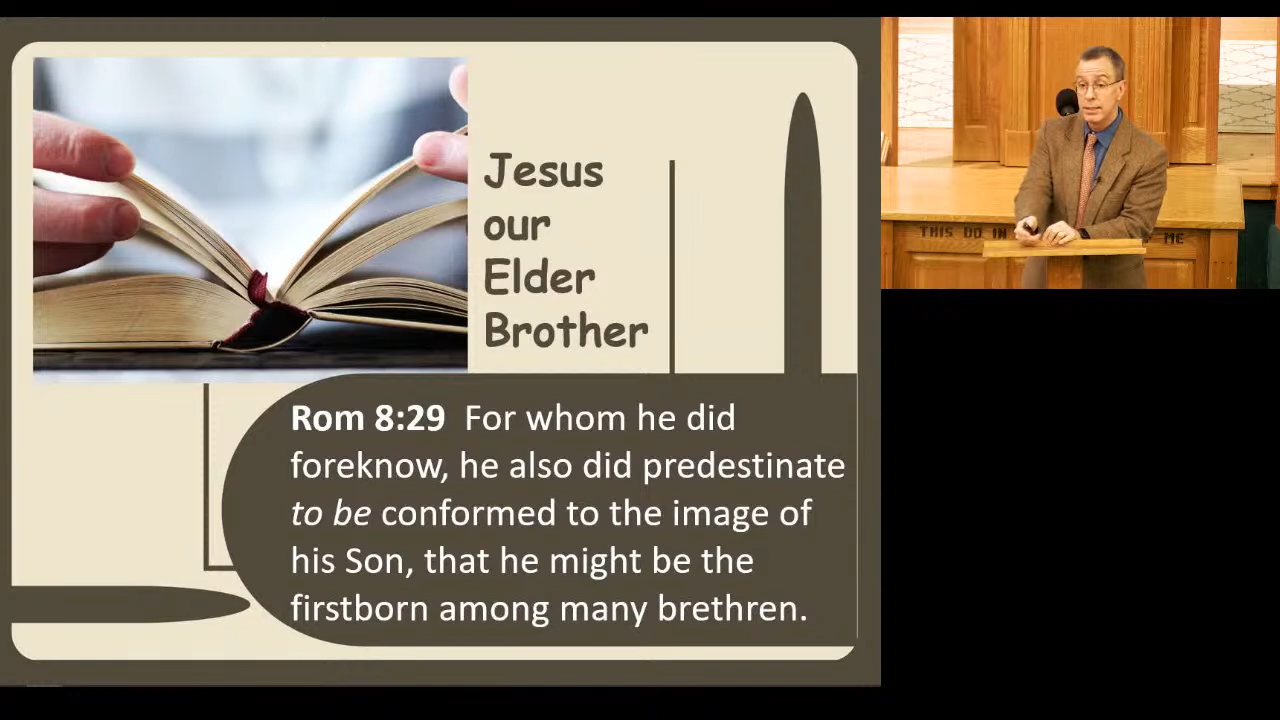 Jesus
our
Elder
Brother
Rom 8:29 For whom he did
foreknow, he also did predestinate
to be conformed to the image of
his Son, that he might be the
firstborn among many brethren.
THIS DO IN ME